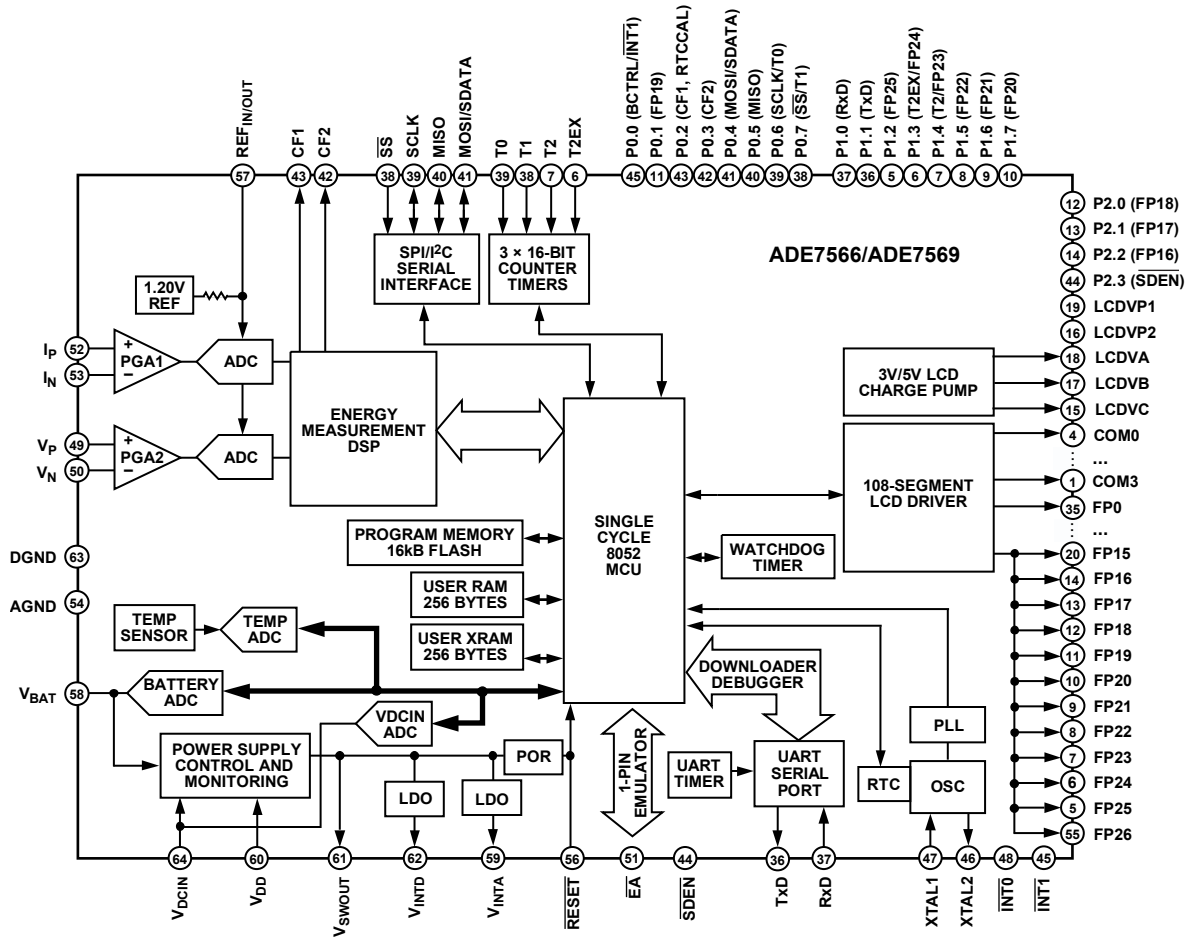 REFIN/OUT
CF1
CF2
SS
SCLK
MISO
MOSI/SDATA
T0
T1
T2
T2EX
P0.0 (BCTRL/INT1)
P0.1 (FP19)
P0.2 (CF1, RTCCAL)
P0.3 (CF2)
P0.4 (MOSI/SDATA)
P0.5 (MISO)
P0.6 (SCLK/T0)
P0.7 (SS/T1)
P1.0 (RxD)
P1.1 (TxD)
P1.2 (FP25)
P1.3 (T2EX/FP24)
P1.4 (T2/FP23)
P1.5 (FP22)
P1.6 (FP21)
P1.7 (FP20)
57
43
42
38
39
40
41
39
38
7
6
45
11
43
42
41
40
39
38
37
36
5
6
7
8
9
10
12 P2.0 (FP18)
13 P2.1 (FP17)
14 P2.2 (FP16)
44 P2.3 (SDEN)
19 LCDVP1
16 LCDVP2
18 LCDVA
17 LCDVB
15 LCDVC
4 COM0
...
1 COM3
35 FP0
...
20 FP15
14 FP16
13 FP17
12 FP18
11 FP19
10 FP20
9 FP21
8 FP22
7 FP23
6 FP24
5 FP25
55 FP26
ADE7566/ADE7569
SPI/I2C
SERIAL
INTERFACE
3 × 16-BIT
COUNTER
TIMERS
1.20V
REF
IP 52
IN 53
+
PGA1
−
ADC
VP 49
VN 50
+
PGA2
−
ADC
ENERGY
MEASUREMENT
DSP
3V/5V LCD
CHARGE PUMP
108-SEGMENT
LCD DRIVER
SINGLE
CYCLE
8052
MCU
PROGRAM MEMORY
16kB FLASH
USER RAM
256 BYTES
USER XRAM
256 BYTES
WATCHDOG
TIMER
DGND 63
AGND 54
TEMP
SENSOR
TEMP
ADC
VBAT 58
BATTERY
ADC
VDCIN
ADC
POWER SUPPLY
CONTROL AND
MONITORING
LDO
LDO
POR
1-PIN
EMULATOR
DOWNLOADER
DEBUGGER
UART
TIMER
UART
SERIAL
PORT
PLL
RTC
OSC
64
60
61
62
59
56
51
44
36
37
47
46
48
45
VDCIN
VDD
VSWOUT
VINTD
VINTA
RESET
EA
SDEN
TxD
RxD
XTAL1
XTAL2
INT0
INT1